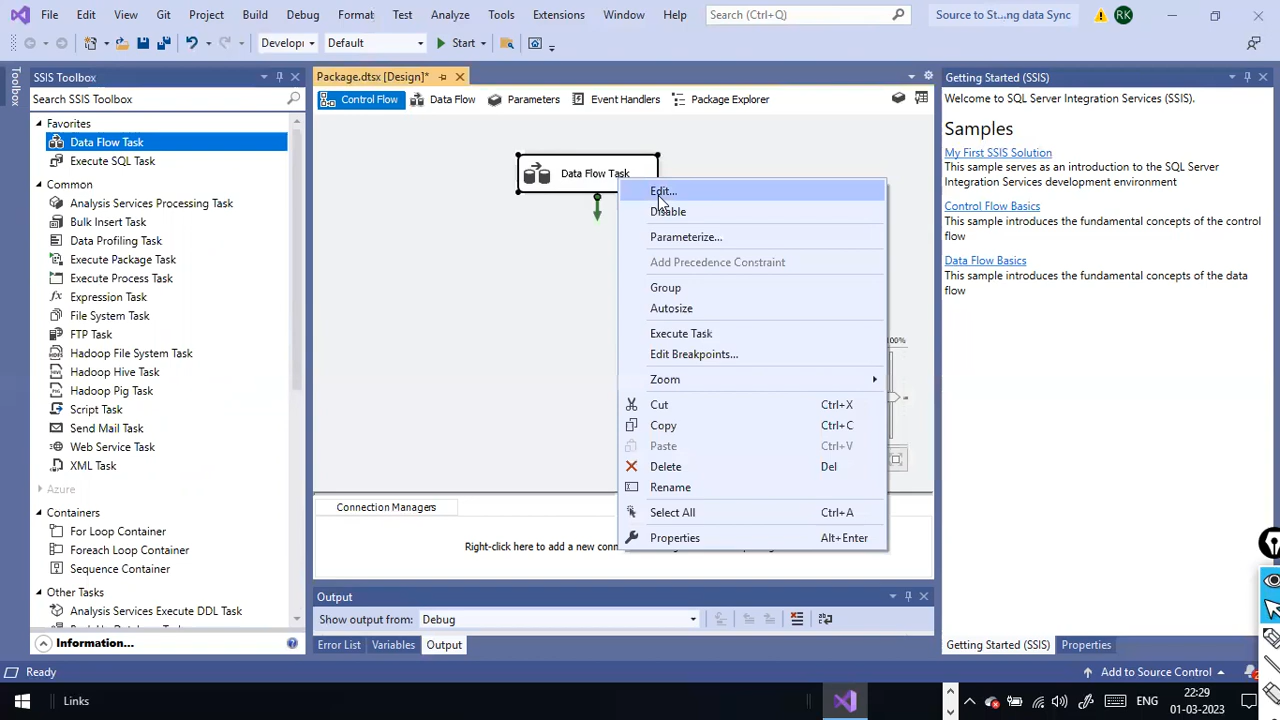 File Edit View Git Project Build Debug Format Test Analyze Tools Extensions Window Help Search (Ctrl+Q) Source to St...ng data Sync RK
Developi Default Start
Toolbox
SSIS Toolbox
Search SSIS Toolbox
Favorites
Data Flow Task
Execute SQL Task
Common
Analysis Services Processing Task
Bulk Insert Task
Data Profiling Task
Execute Package Task
Execute Process Task
Expression Task
File System Task
FTP Task
Hadoop File System Task
Hadoop Hive Task
Hadoop Pig Task
Script Task
Send Mail Task
Web Service Task
XML Task
Azure
Containers
For Loop Container
Foreach Loop Container
Sequence Container
Other Tasks
Analysis Services Execute DDL Task
Information...
Package.dtsx [Design]*
Control Flow Data Flow Parameters Event Handlers Package Explorer
Data Flow Task
Edit...
Disable
Parameterize...
Add Precedence Constraint
Group
Autosize
Execute Task
Edit Breakpoints...
Zoom
Cut Ctrl+X
Copy Ctrl+C
Paste Ctrl+V
Delete Del
Rename
Select All Ctrl+A
Properties Alt+Enter
100%
Connection Managers
Right-click here to add a new conn
Output
Show output from: Debug
Error List Variables Output
Getting Started (SSIS)
Welcome to SQL Server Integration Services (SSIS).
Samples
My First SSIS Solution
This sample serves as an introduction to the SQL Server
Integration Services development environment
Control Flow Basics
This sample introduces the fundamental concepts of the control
flow
Data Flow Basics
This sample introduces the fundamental concepts of the data
flow
Getting Started (SSIS) Properties
Ready Add to Source Control
Links ENG 22:29
01-03-2023